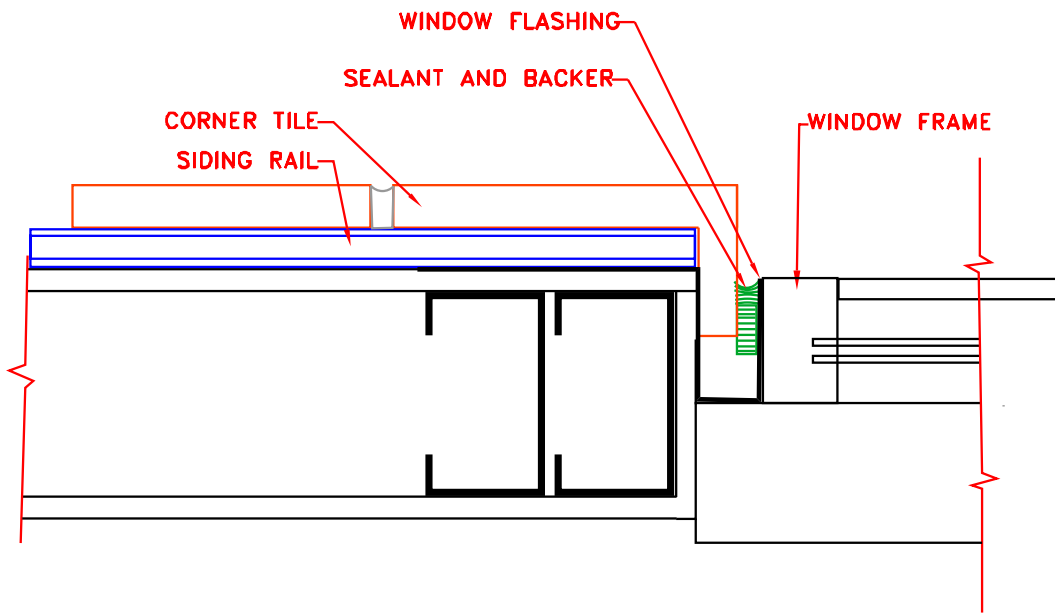 WINDOW FLASHING
SEALANT AND BACKER
CORNER TILE
WINDOW FRAME
SIDING RAIL